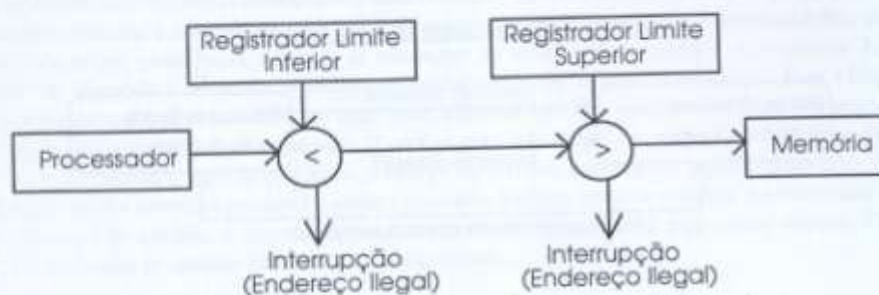 Registrador Limite
Inferior
Registrador Limite
Superior
Processador
<
>
Memória
Interrupção
(Endereço Ilegal)
Interrupção
(Endereço Ilegal)